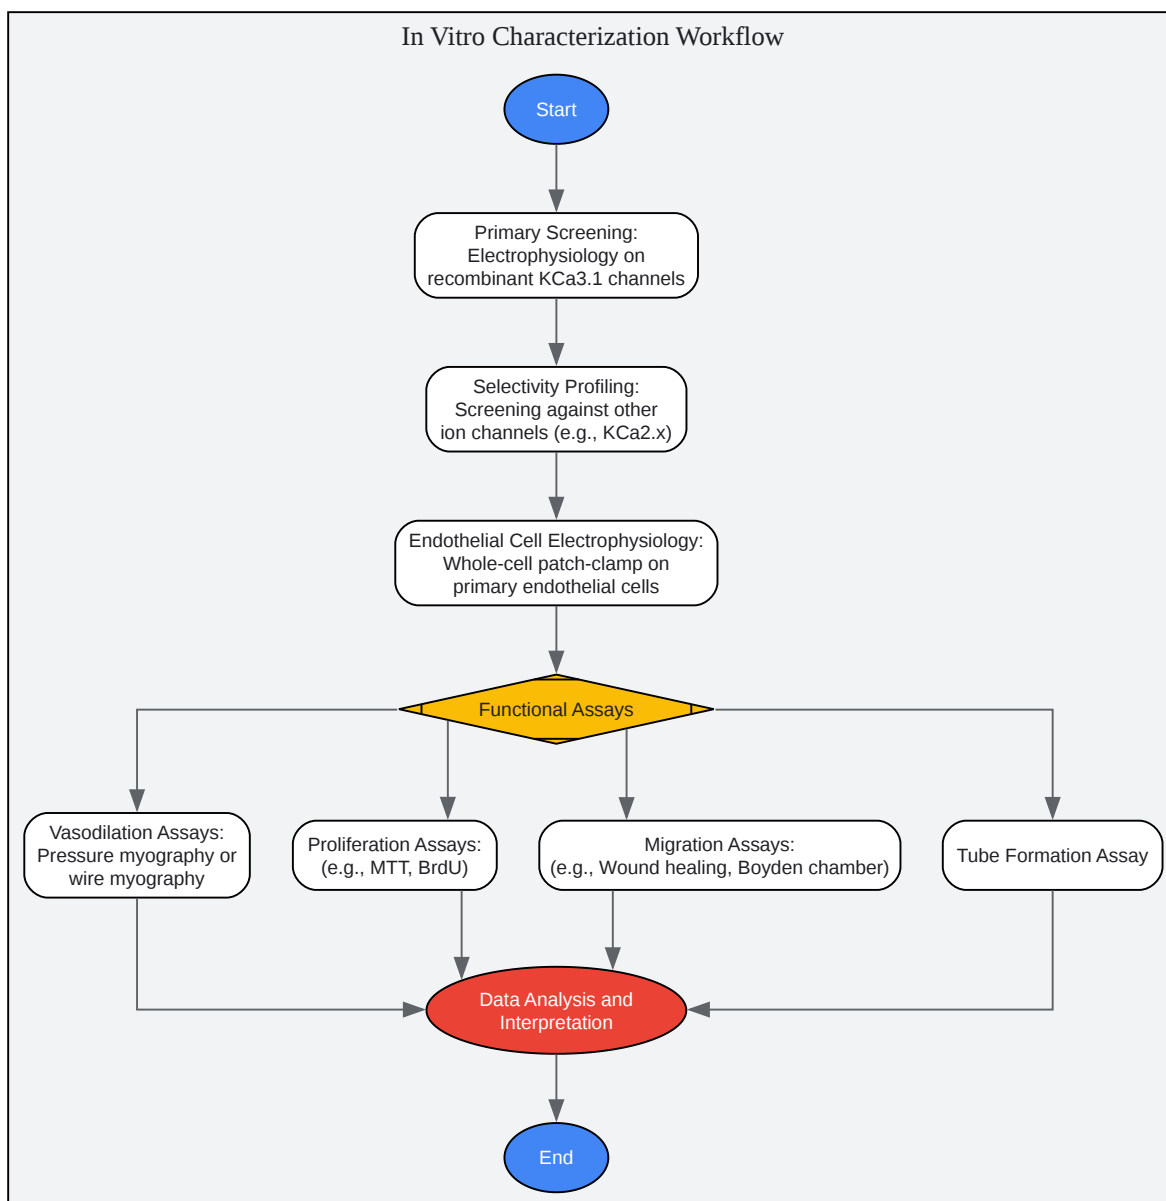 In Vitro Characterization Workflow
Start
Primary Screening:
Electrophysiology on
recombinant KCa3.1 channels
Selectivity Profiling:
Screening against other
ion channels (e.g., KCa2.x)
Endothelial Cell Electrophysiology:
Whole-cell patch-clamp on
primary endothelial cells
Functional Assays
Vasodilation Assays:
Pressure myography or
wire myography
Proliferation Assays:
(e.g., MTT, BrdU)
Migration Assays:
(e.g., Wound healing, Boyden chamber)
Tube Formation Assay
Data Analysis and
Interpretation
End